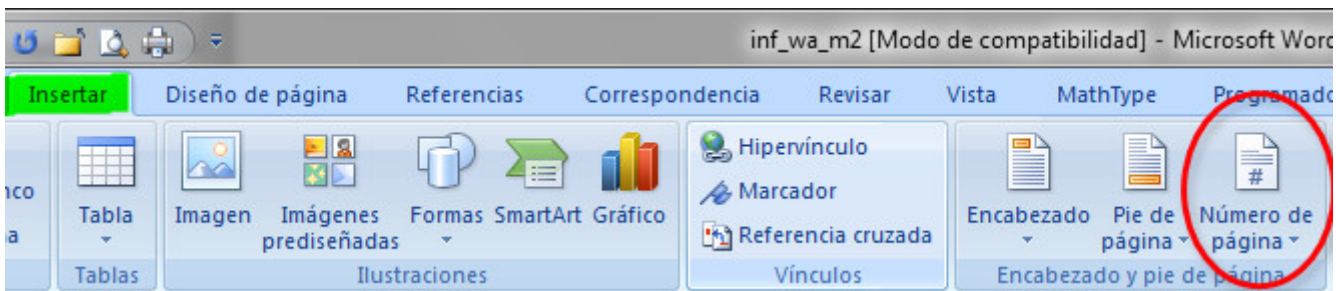 inf_wa_m2 [Modo de compatibilidad] - Microsoft Word
Insertar Diseño de página Referencias Correspondencia Revisar Vista MathType Programado
nco
a
Tabla
Imagen
Imágenes
prediseñadas
Formas
SmartArt
Gráfico
Hipervínculo
Marcador
Referencia cruzada
Encabezado
Pie de
página
Número de
página
Tablas
Ilustraciones
Vínculos
Encabezado y pie de página